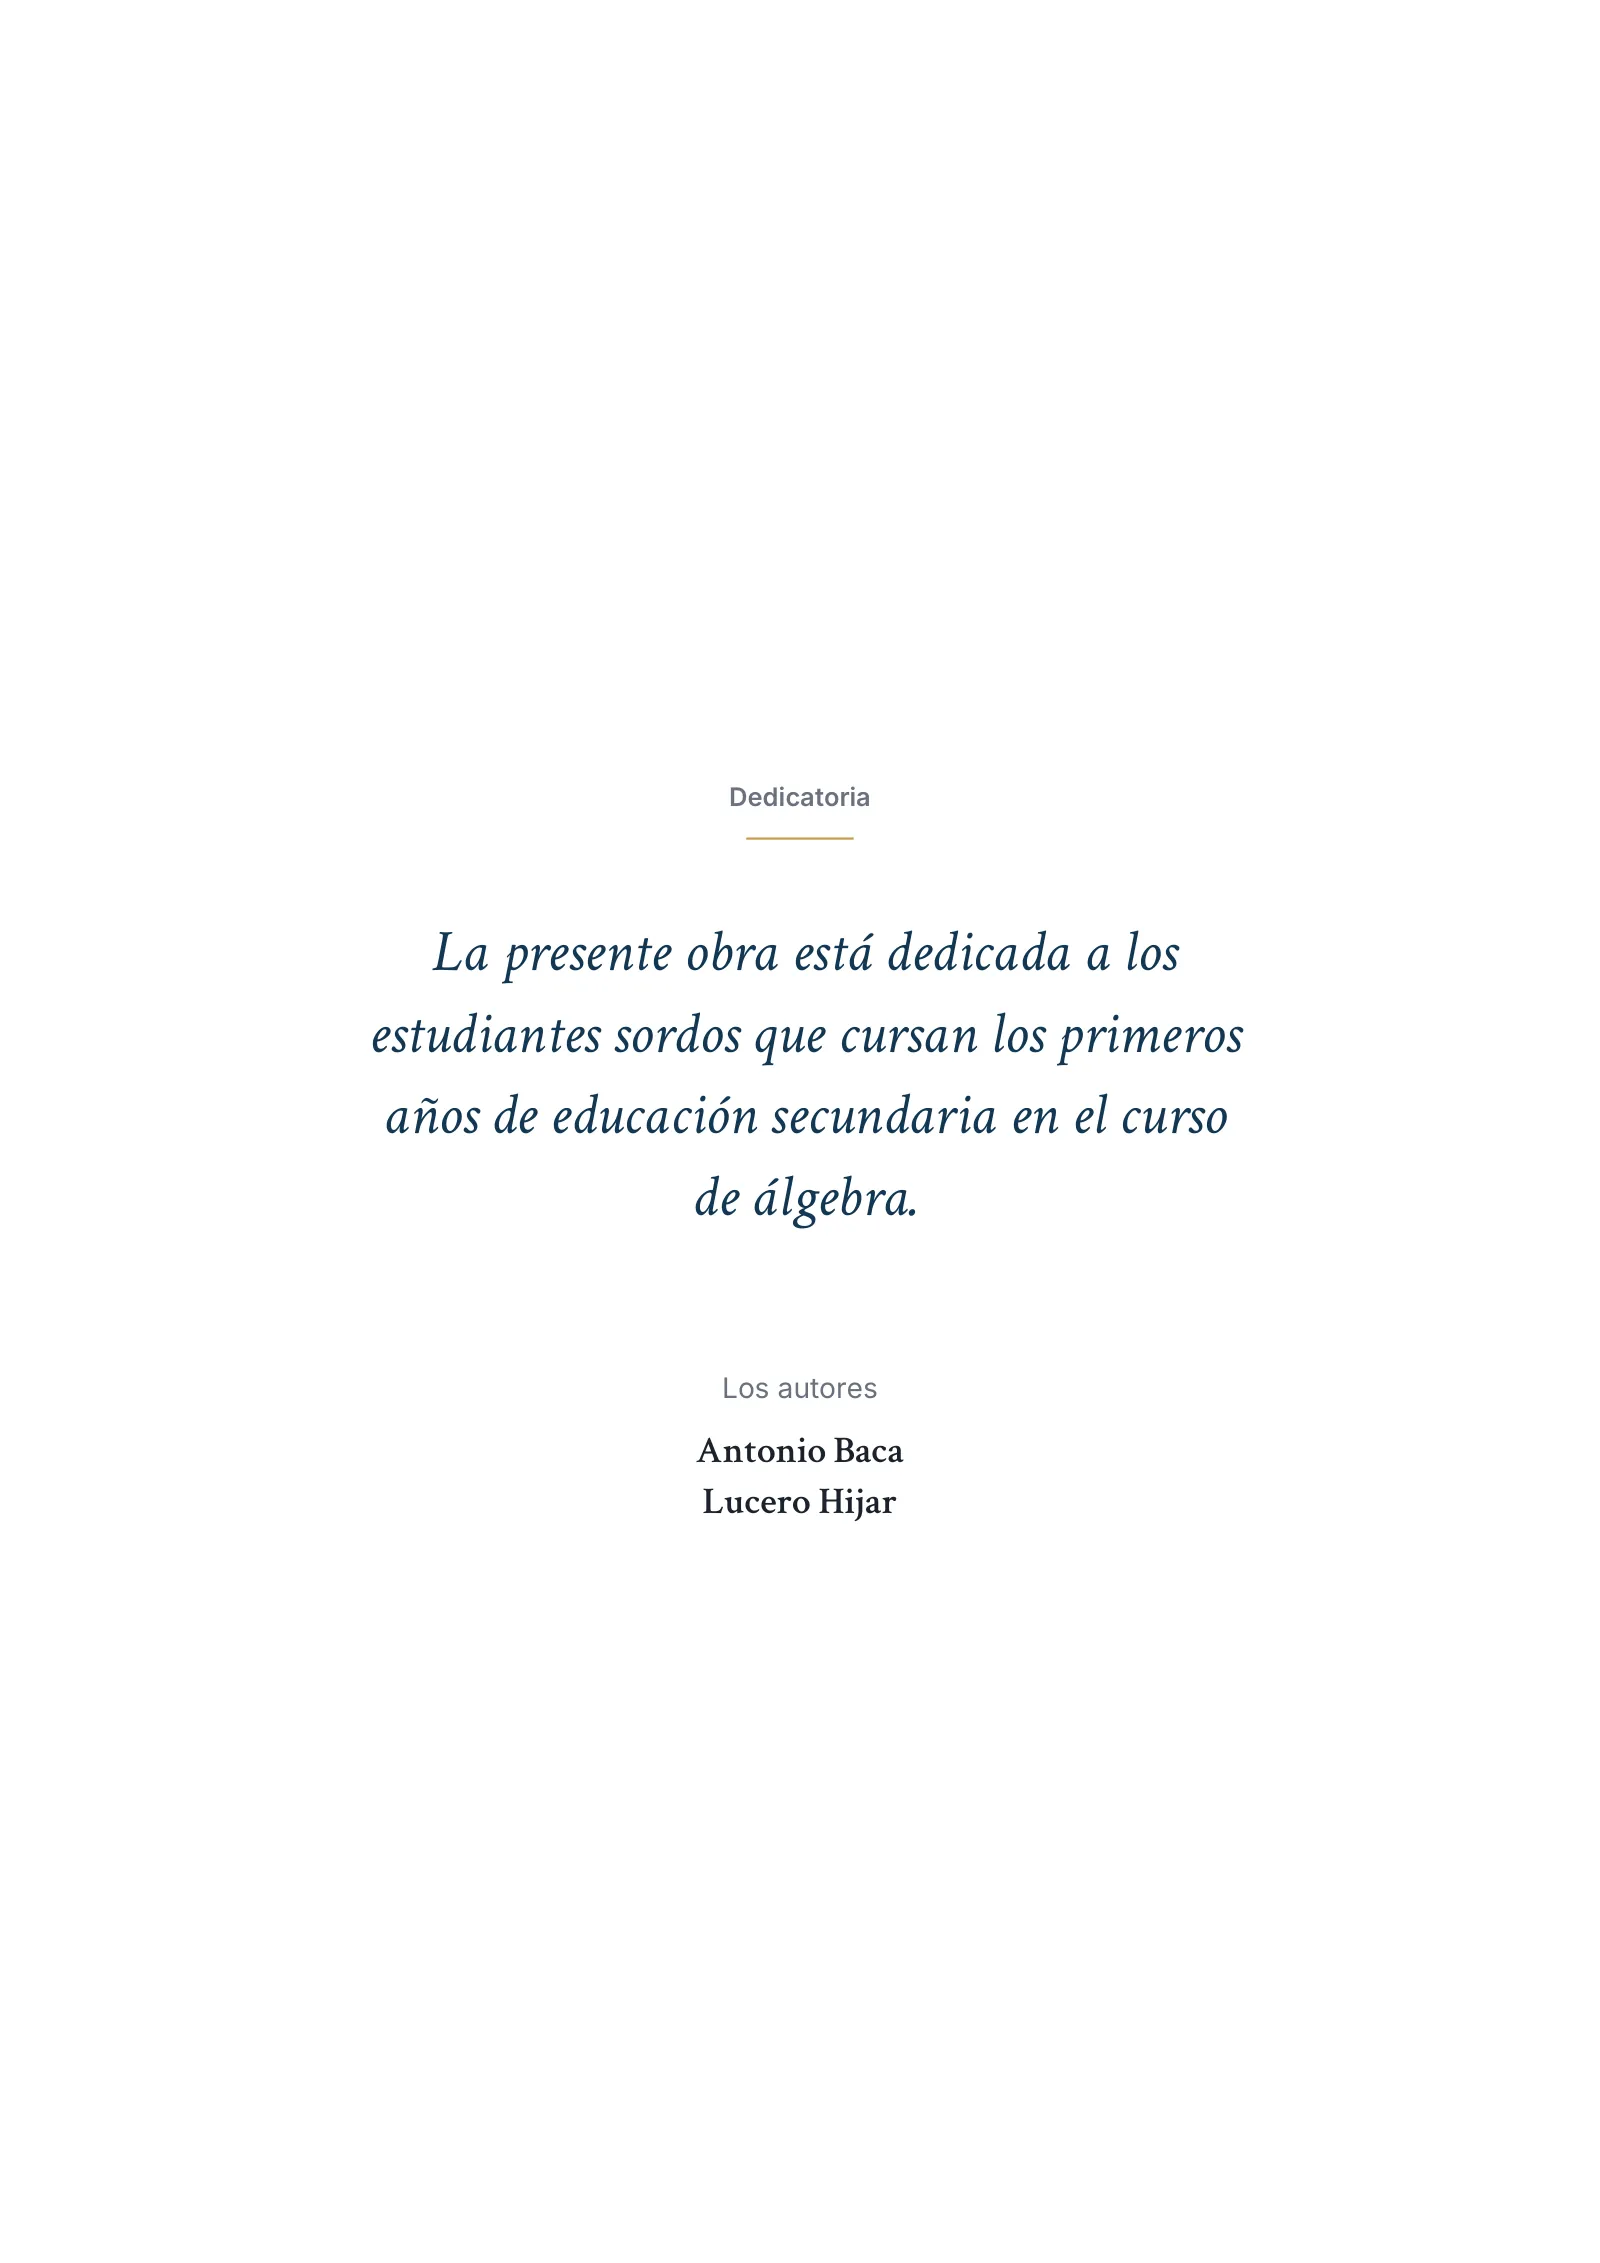 Dedicatoria
La presente obra está dedicada a los
estudiantes sordos que cursan los primeros
años de educación secundaria en el curso
de álgebra.
Los autores
Antonio Baca
Lucero Hijar